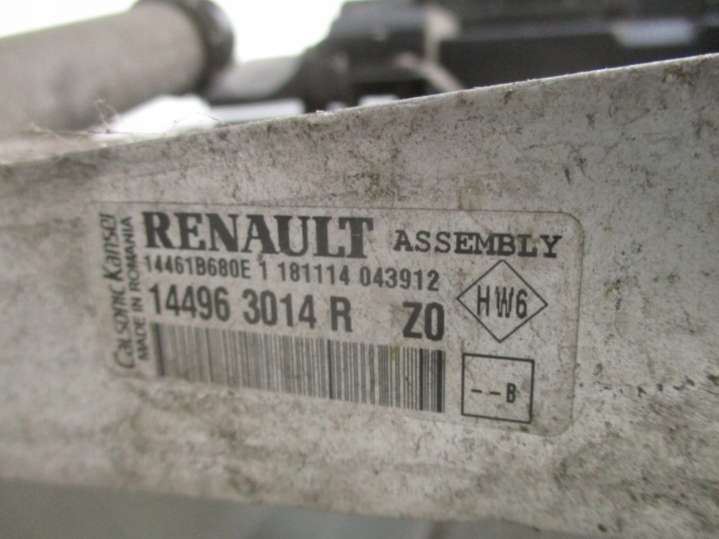 RENAULT ASSEMBLY
14461B680E 1 181114 043912
14496 3014 R Z0
HW6
--B
Calsonic Kansei
MADE IN ROMANIA